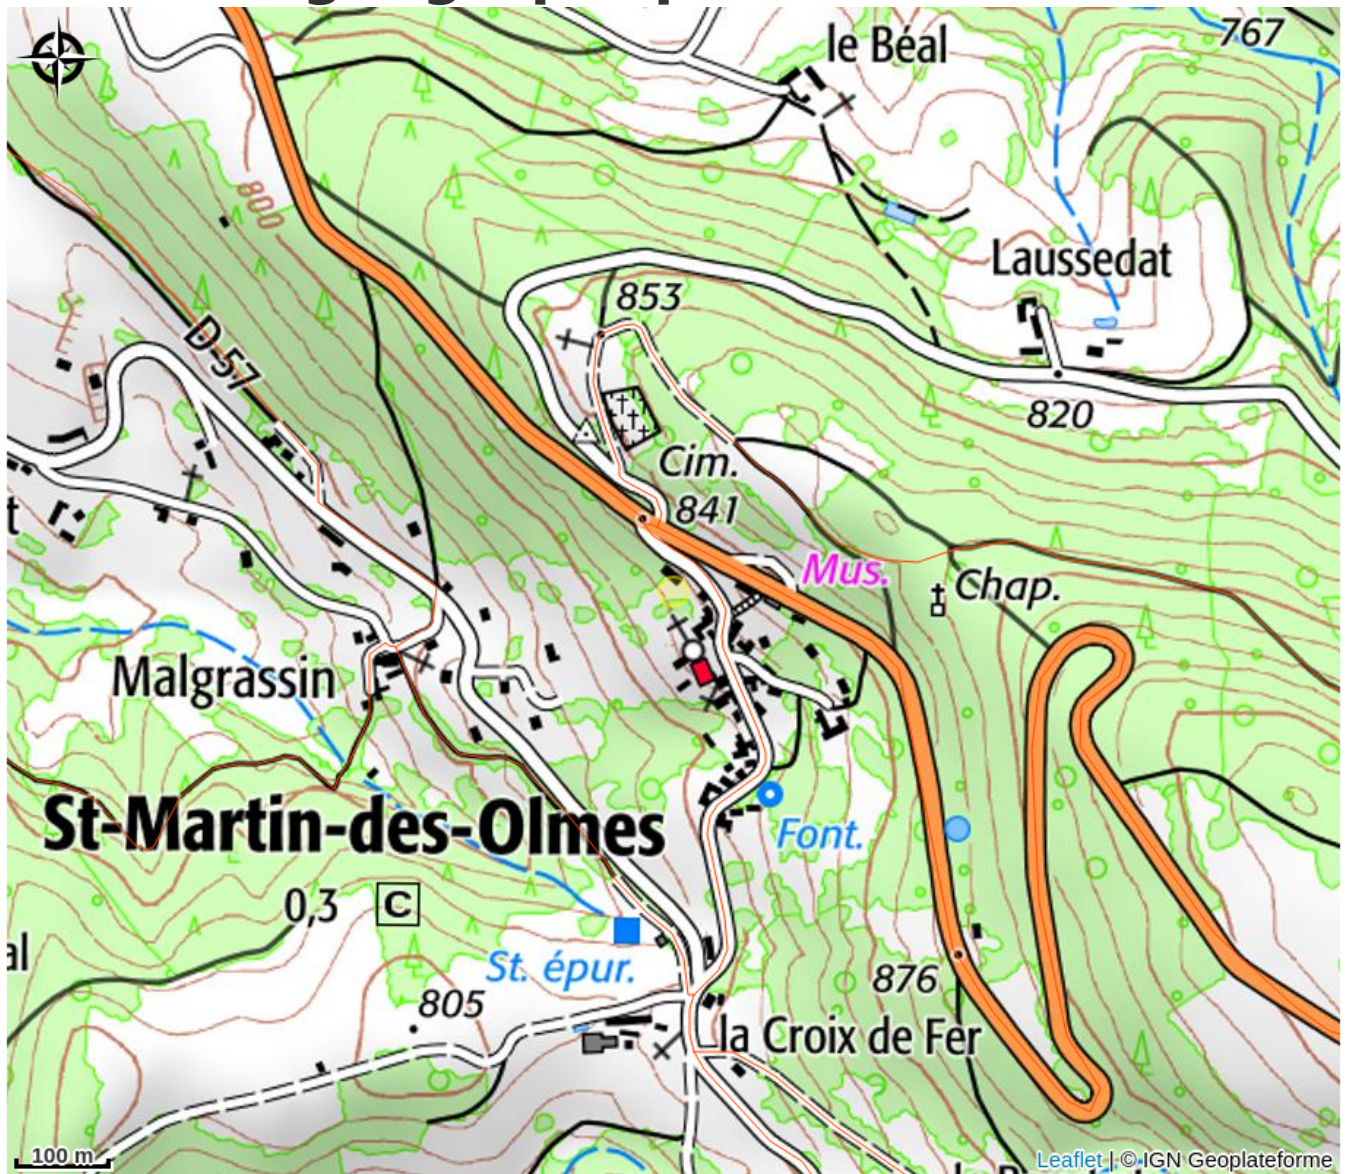 767
le Béal
800
Laussedat
853
D 57
820
Cim.
841
Mus.
Chap.
t
Malgrassin
St-Martin-des-Olmes
Font.
0,3 C
al
St. épur.
876
805
la Croix de Fer
100 m
Leaflet | © IGN Geoplateforme